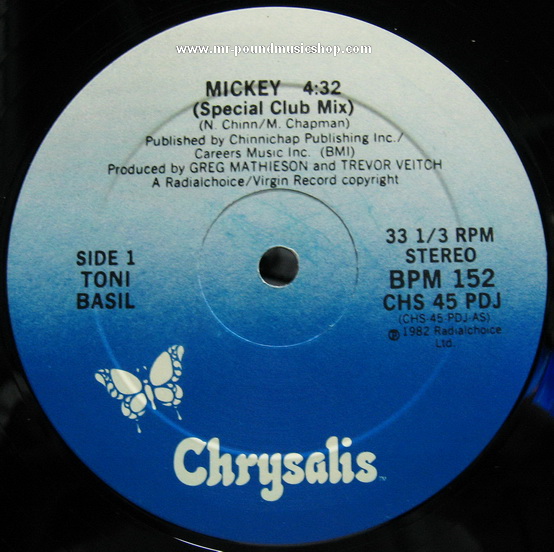 www.mr-poundmusicshop.com
MICKEY 4:32
(Special Club Mix)
(N. Chinn/M. Chapman)
Published by Chinnichap Publishing Inc./
Careers Music Inc. (BMI)
Produced by GREG MATHIESON and TREVOR VEITCH
A Radialchoice/Virgin Record copyright
SIDE 1
TONI
BASIL
33 1/3 RPM
STEREO
BPM 152
CHS 45 PDJ
(CHS-45-PDJ-AS)
℗ 1982 Radialchoice
Ltd.
Chrysalis™